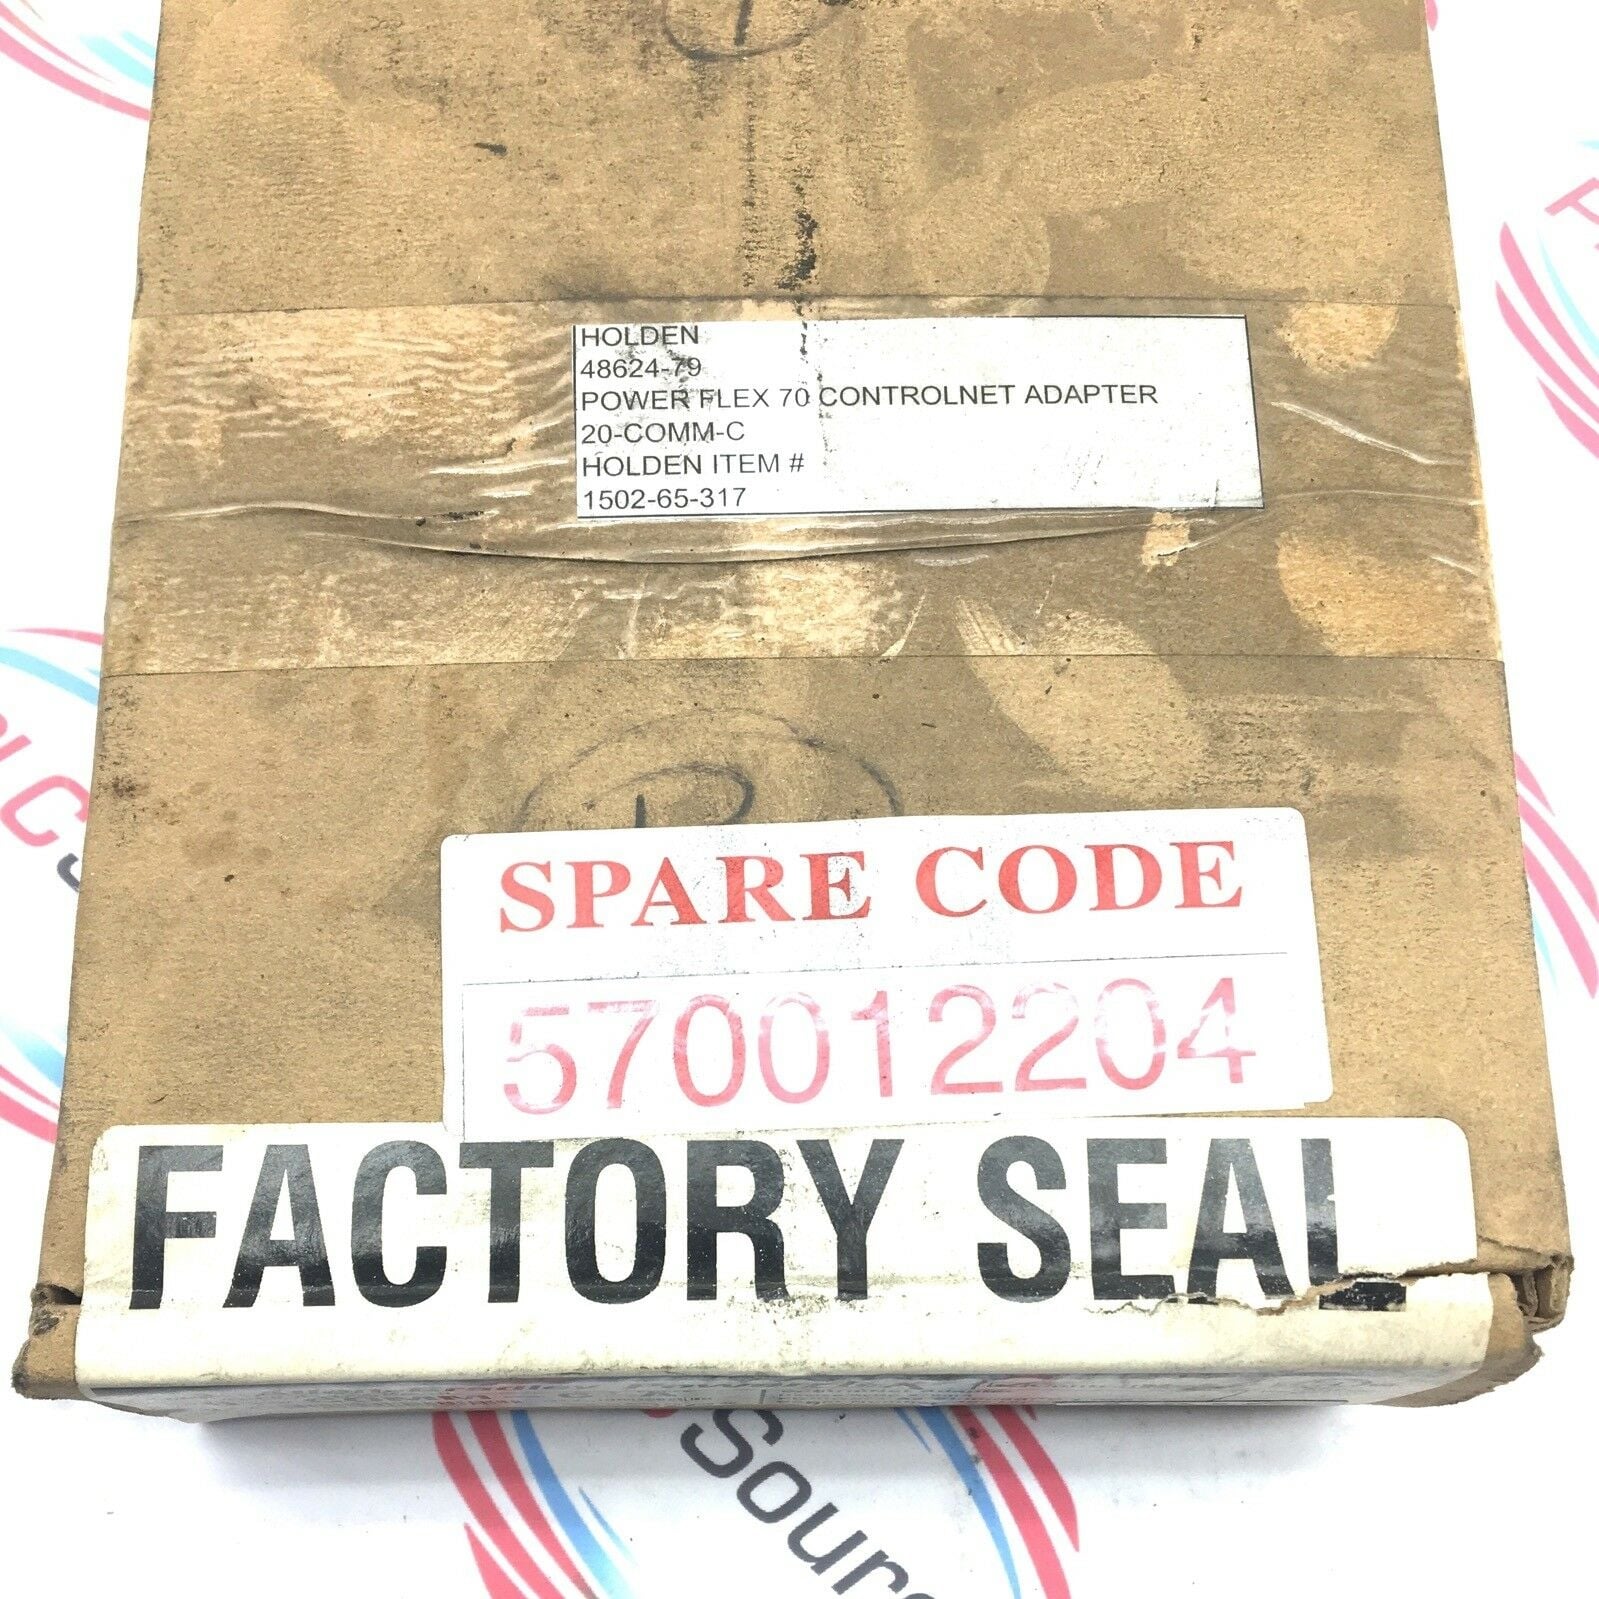 HOLDEN
48624-79
POWER FLEX 70 CONTROLNET ADAPTER
20-COMM-C
HOLDEN ITEM #
1502-65-317
SPARE CODE
570012204
FACTORY SEAL
Source